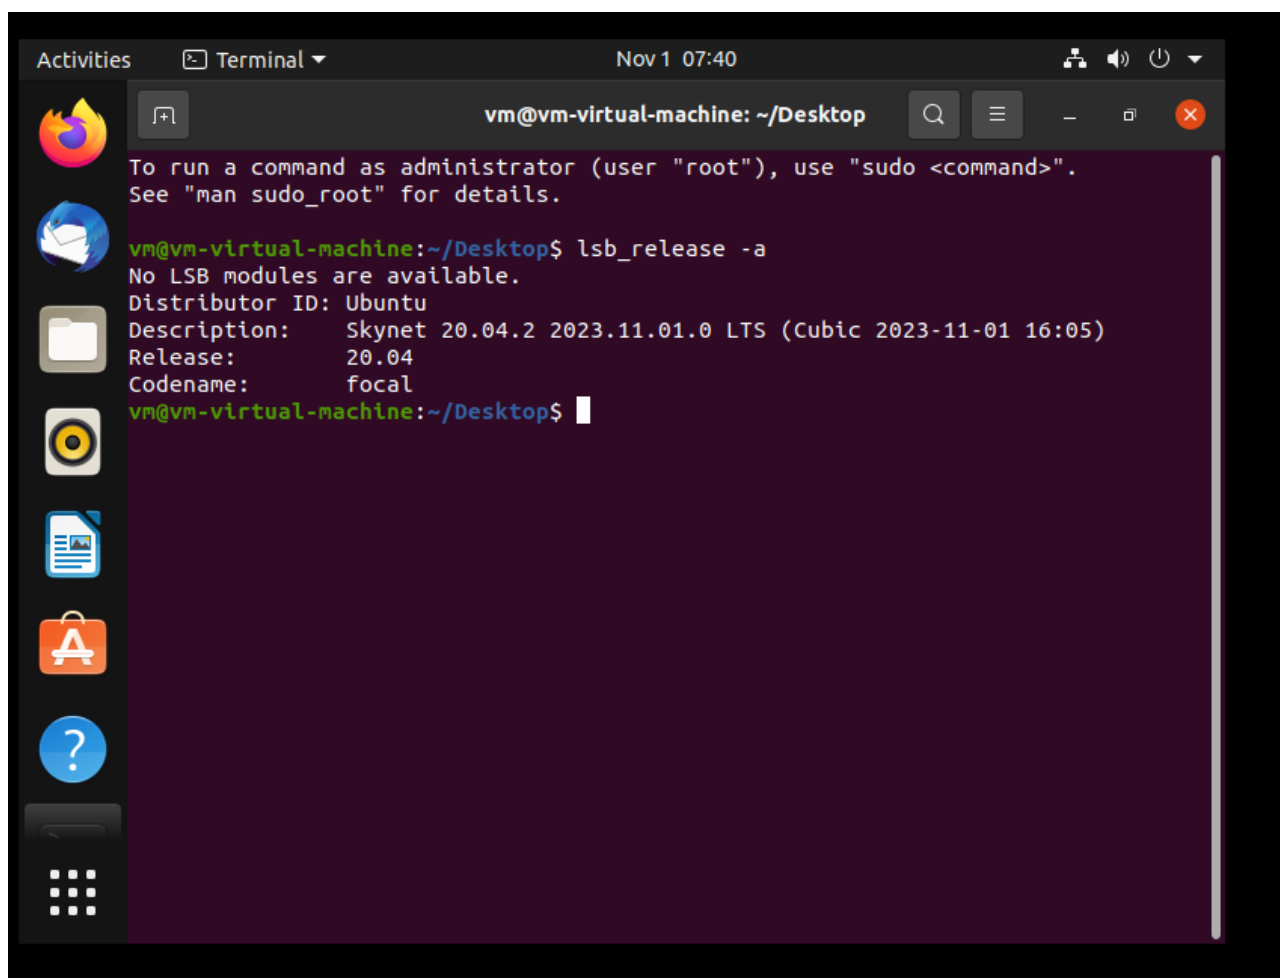 Activities Terminal Nov 1 07:40
vm@vm-virtual-machine: ~/Desktop
To run a command as administrator (user "root"), use "sudo <command>".
See "man sudo_root" for details.
vm@vm-virtual-machine:~/Desktop$ lsb_release -a
No LSB modules are available.
Distributor ID: Ubuntu
Description: Skynet 20.04.2 2023.11.01.0 LTS (Cubic 2023-11-01 16:05)
Release: 20.04
Codename: focal
vm@vm-virtual-machine:~/Desktop$